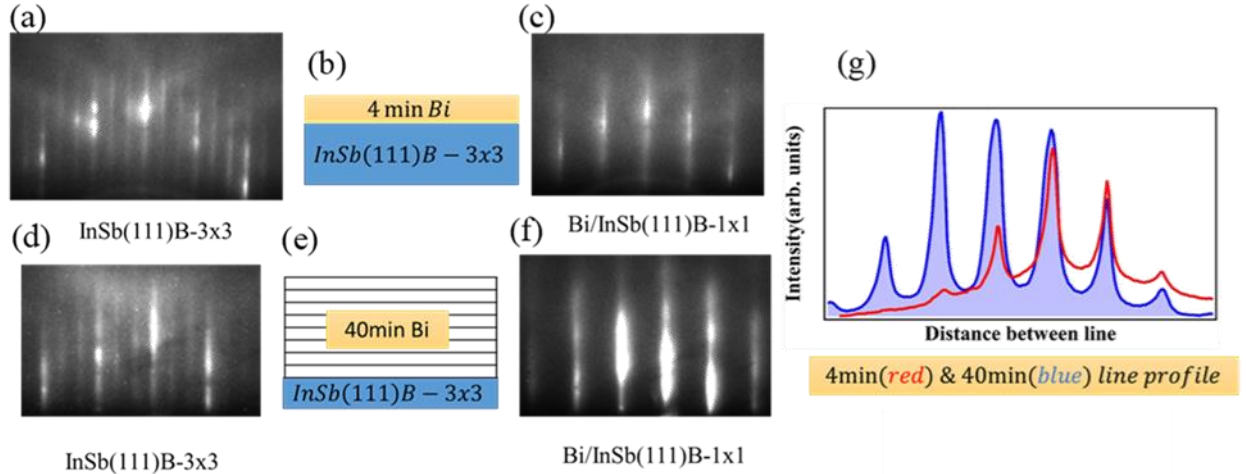 (a)
(b)
(c)
(g)
4 min Bi
InSb(111)B − 3x3
InSb(111)B-3x3
Bi/InSb(111)B-1x1
(d)
(e)
(f)
40min Bi
InSb(111)B − 3x3
InSb(111)B-3x3
Bi/InSb(111)B-1x1
Intensity(arb. units)
Distance between line
4min(red) & 40min(blue) line profile